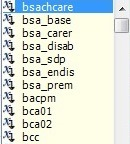 bsachcare
bsa_base
bsa_carer
bsa_disab
bsa_sdp
bsa_endis
bsa_prem
bacpm
bca01
bca02
bcc